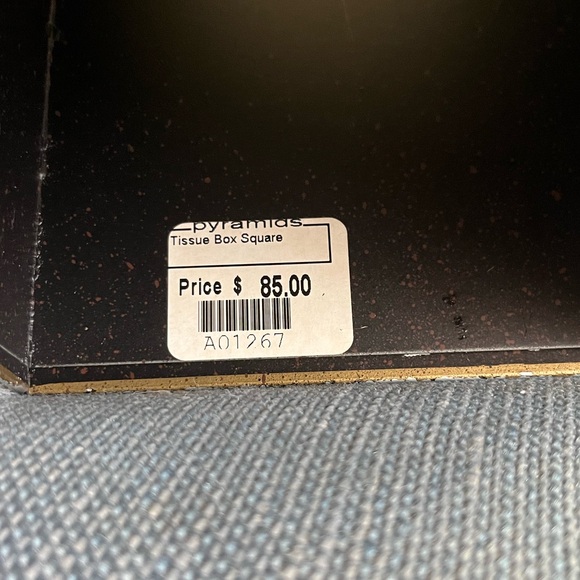 pyramids
Tissue Box Square
Price $ 85.00
A01267